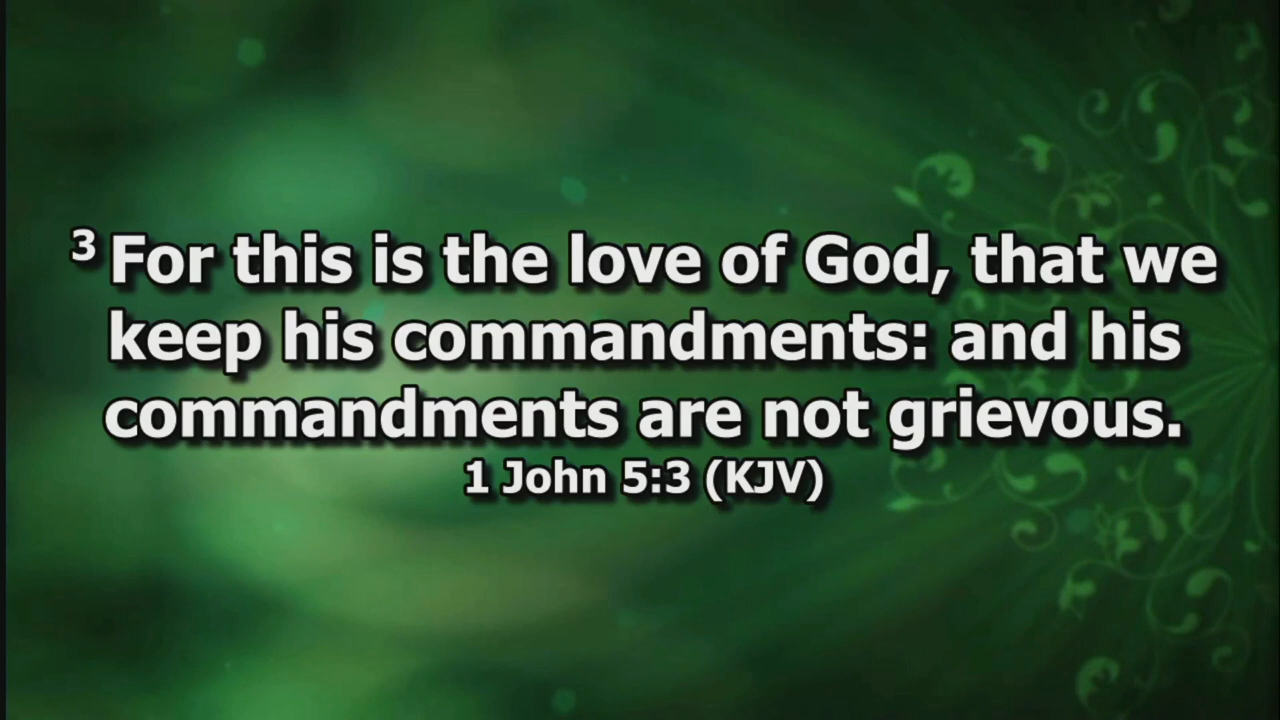 3 For this is the love of God, that we
keep his commandments: and his
commandments are not grievous.
1 John 5:3 (KJV)